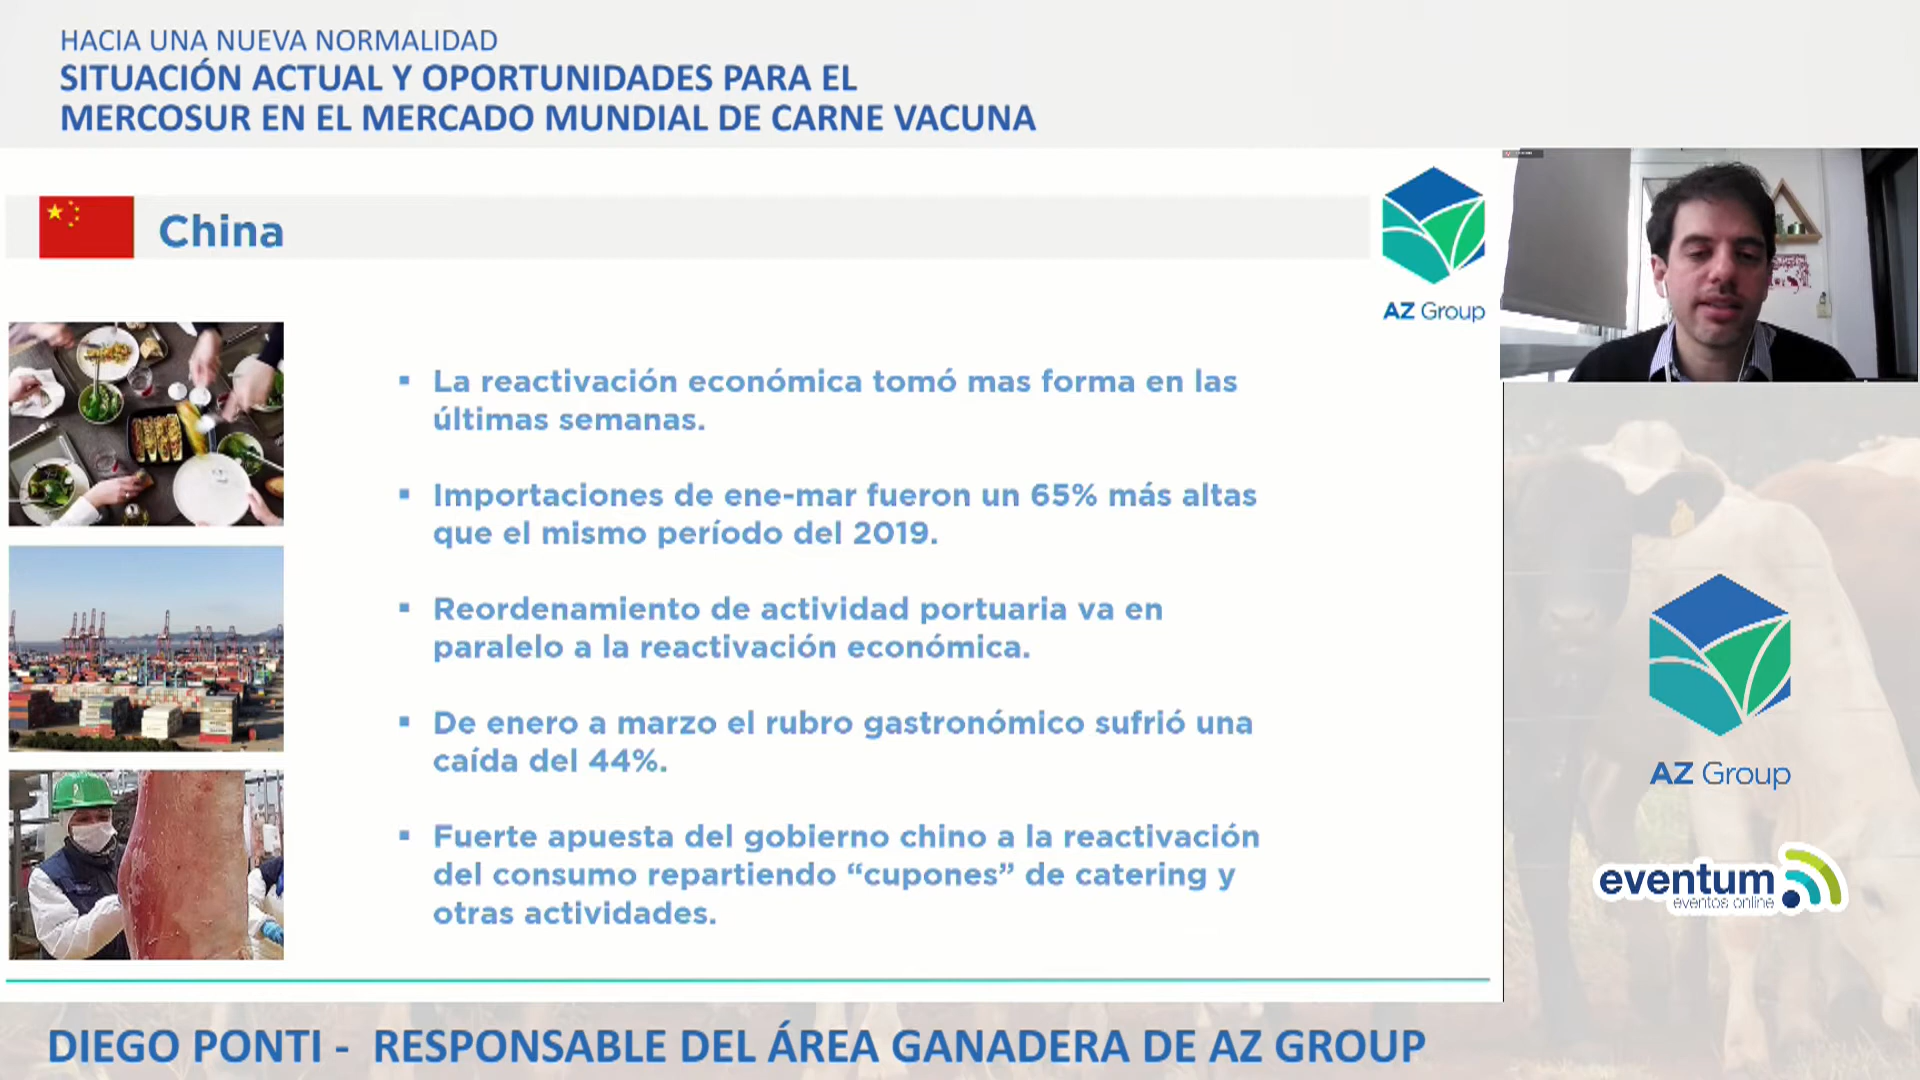 HACIA UNA NUEVA NORMALIDAD
SITUACIÓN ACTUAL Y OPORTUNIDADES PARA EL
MERCOSUR EN EL MERCADO MUNDIAL DE CARNE VACUNA
China
AZ Group
La reactivación económica tomó mas forma en las
últimas semanas.
Importaciones de ene-mar fueron un 65% más altas
que el mismo período del 2019.
Reordenamiento de actividad portuaria va en
paralelo a la reactivación económica.
De enero a marzo el rubro gastronómico sufrió una
caída del 44%.
Fuerte apuesta del gobierno chino a la reactivación
del consumo repartiendo “cupones” de catering y
otras actividades.
AZ Group
eventum
eventos online
DIEGO PONTI - RESPONSABLE DEL ÁREA GANADERA DE AZ GROUP